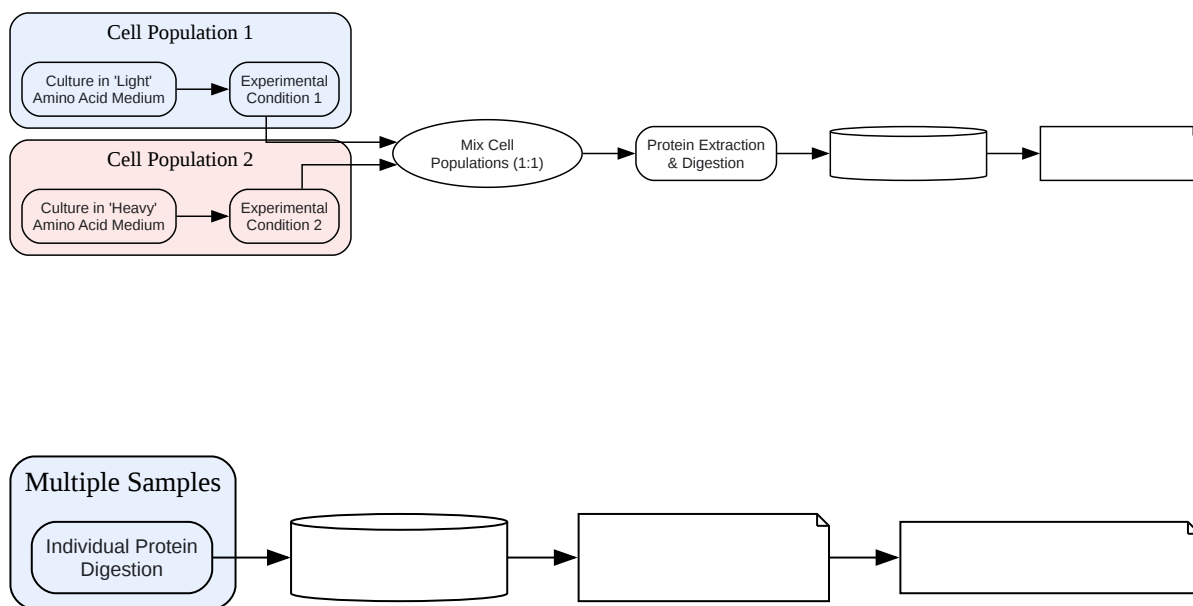 Cell Population 1
Culture in 'Light'
Amino Acid Medium
Experimental
Condition 1
Cell Population 2
Culture in 'Heavy'
Amino Acid Medium
Experimental
Condition 2
Mix Cell
Populations (1:1)
Protein Extraction
& Digestion
Multiple Samples
Individual Protein
Digestion